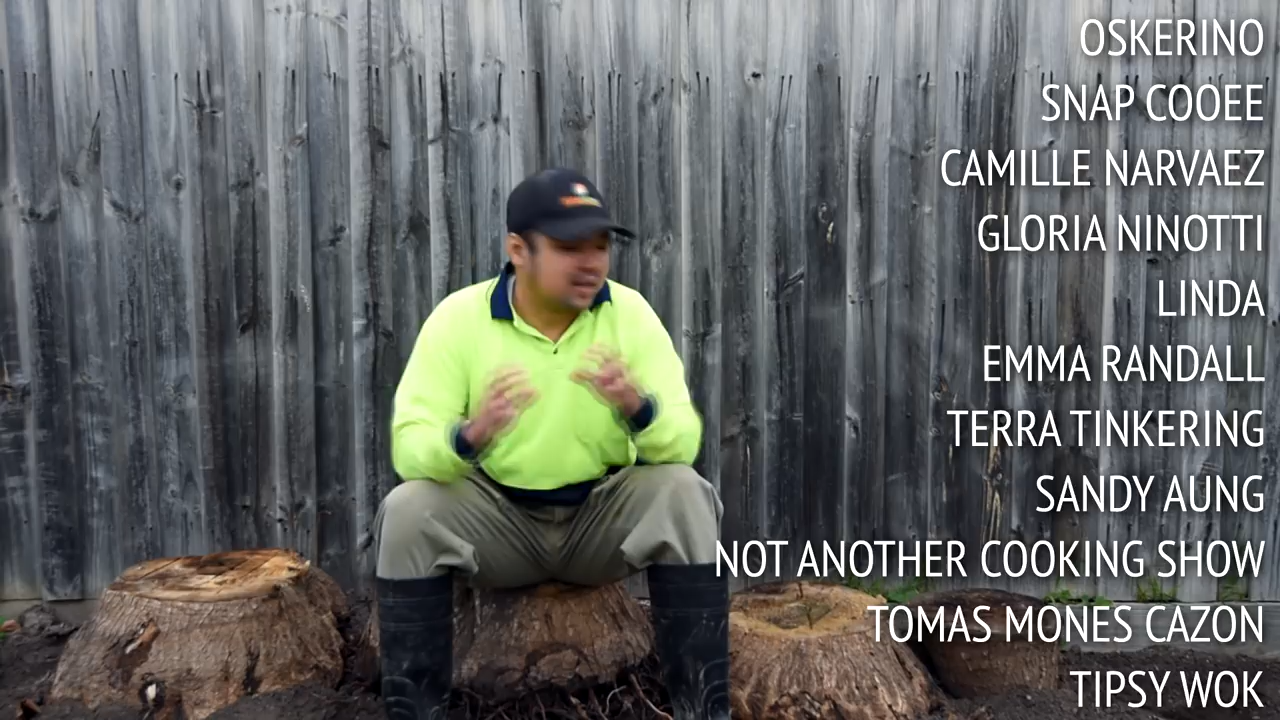 OSKERINO
SNAP COOEE
CAMILLE NARVAEZ
GLORIA NINOTTI
LINDA
EMMA RANDALL
TERRA TINKERING
SANDY AUNG
NOT ANOTHER COOKING SHOW
TOMAS MONES CAZON
TIPSY WOK